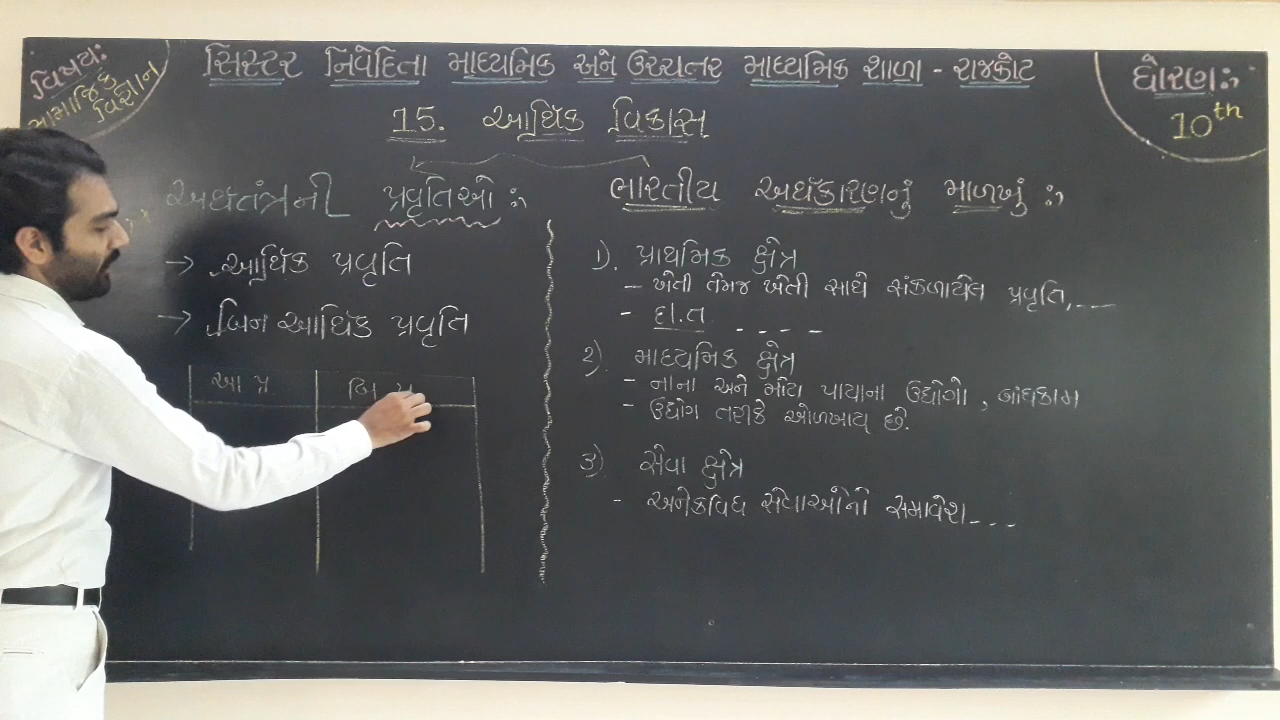 વિષય:
સામાજિક
વિજ્ઞાન
સિસ્ટર નિવેદિતા માધ્યમિક અને ઉચ્ચતર માધ્યમિક શાળા - રાજકોટ
ધોરણ:
10th
15. આર્થિક વિકાસ
અર્થતંત્રની પ્રવૃતિઓ :
→ આર્થિક પ્રવૃતિ
→ બિન આર્થિક પ્રવૃતિ
આ પ્ર
બિ પ્ર
ભારતીય અર્થકારણનું માળખું :
1). પ્રાથમિક ક્ષેત્ર
- ખેતી તેમજ ખેતી સાથે સંકળાયેલ પ્રવૃતિ,---
- દા.ત. - - - -
૨) માધ્યમિક ક્ષેત્ર
- નાના અને મોટા પાયાના ઉદ્યોગો , બાંધકામ
- ઉદ્યોગ તરીકે ઓળખાય છે.
૩) સેવા ક્ષેત્ર
- અનેકવિધ સેવાઓનો સમાવેશ---